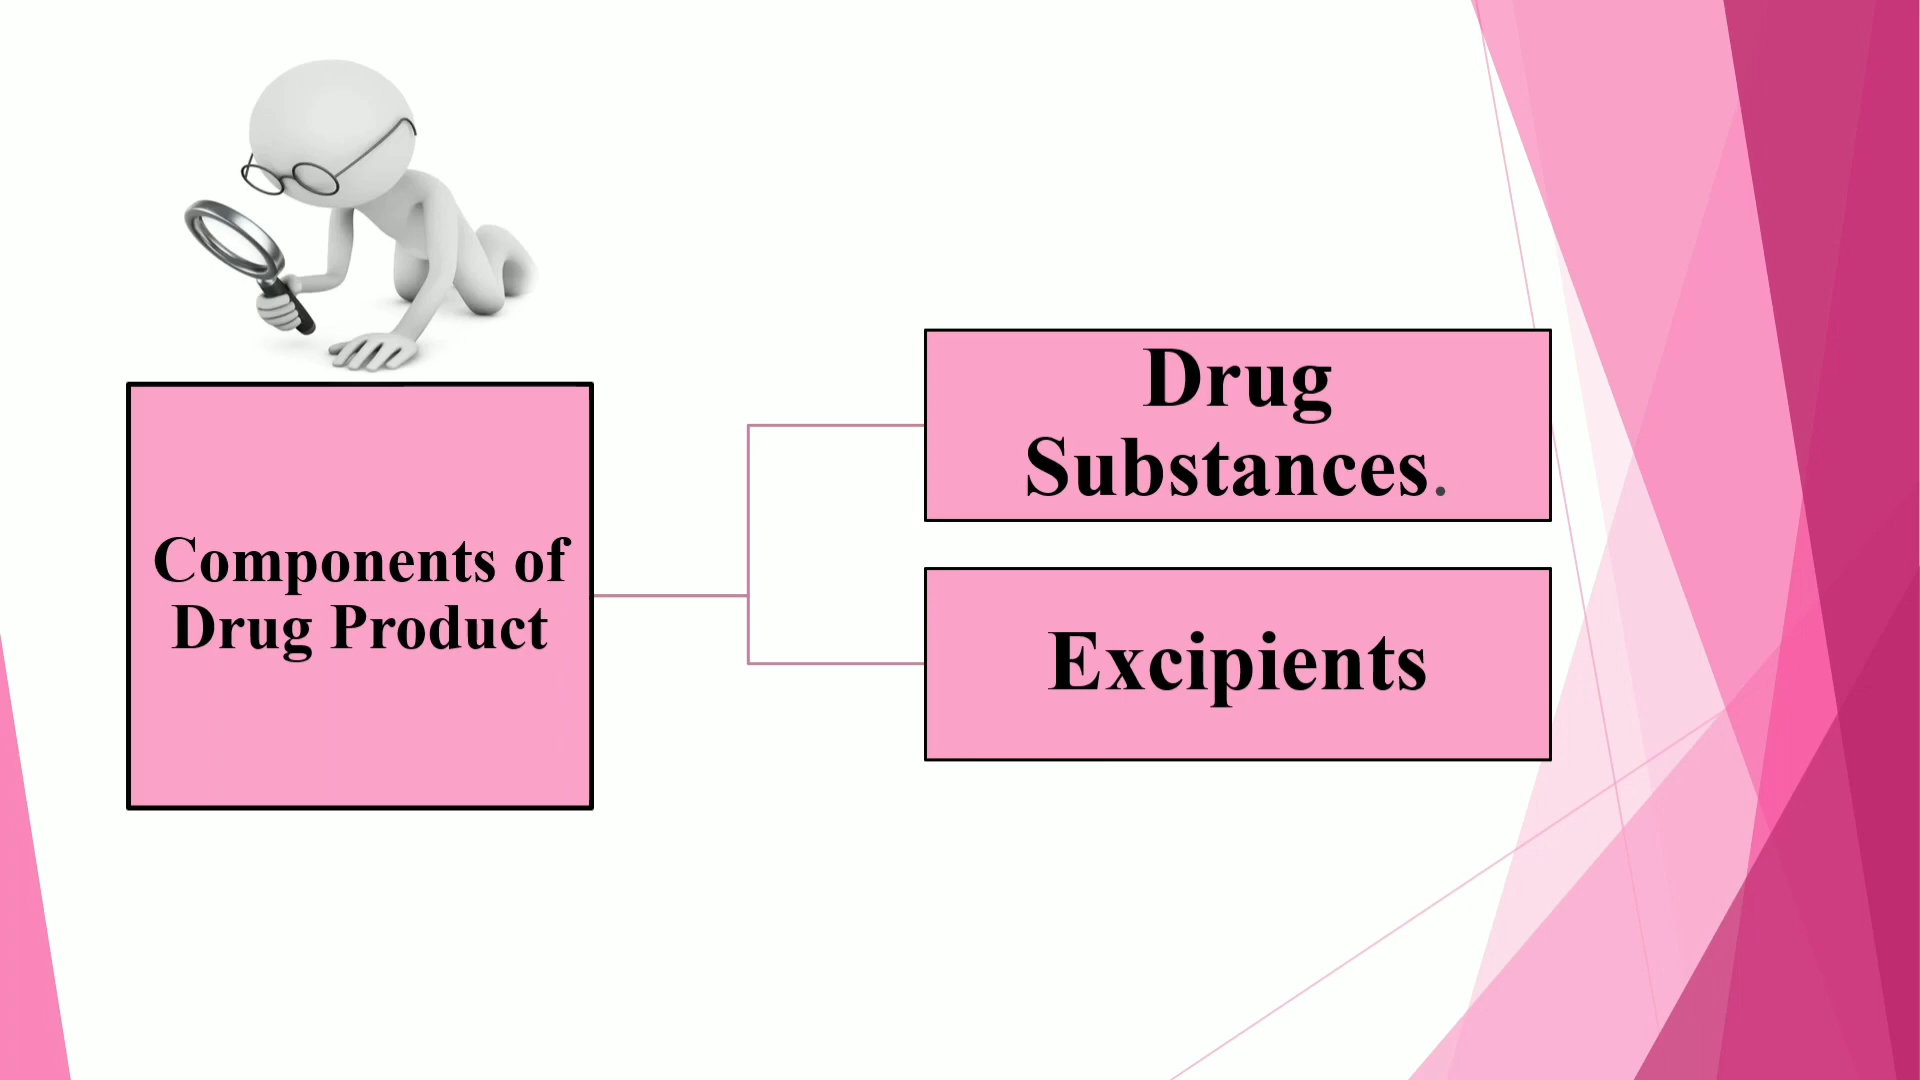 Components of
Drug Product
Drug
Substances.
Excipients